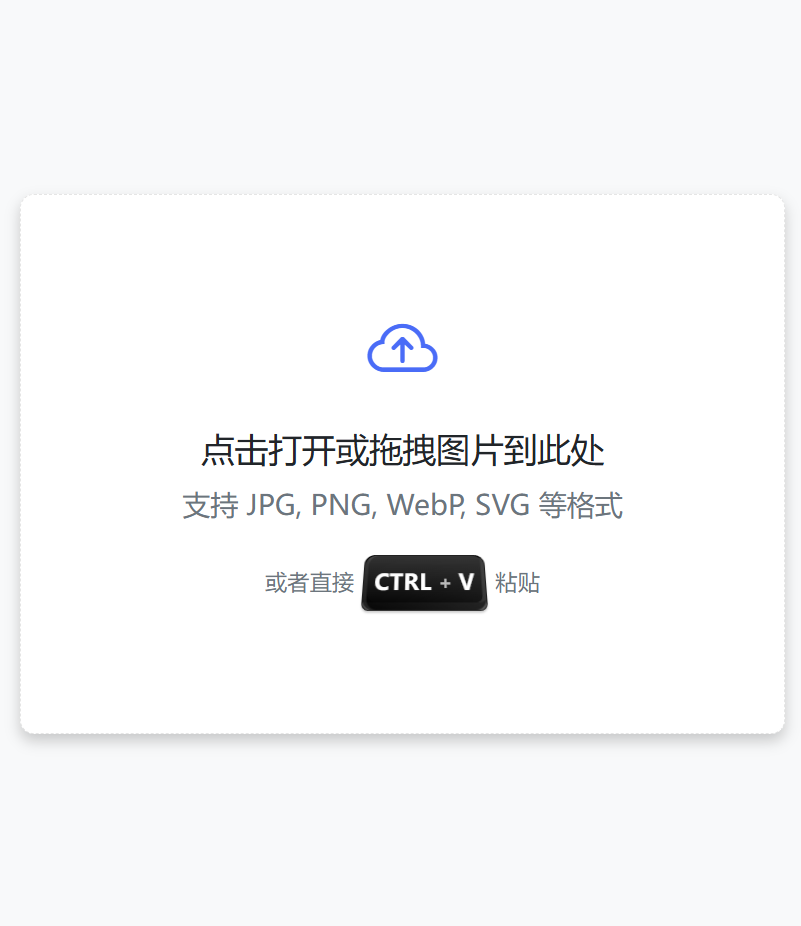 点击打开或拖拽图片到此处
支持 JPG, PNG, WebP, SVG 等格式
或者直接 CTRL + V 粘贴